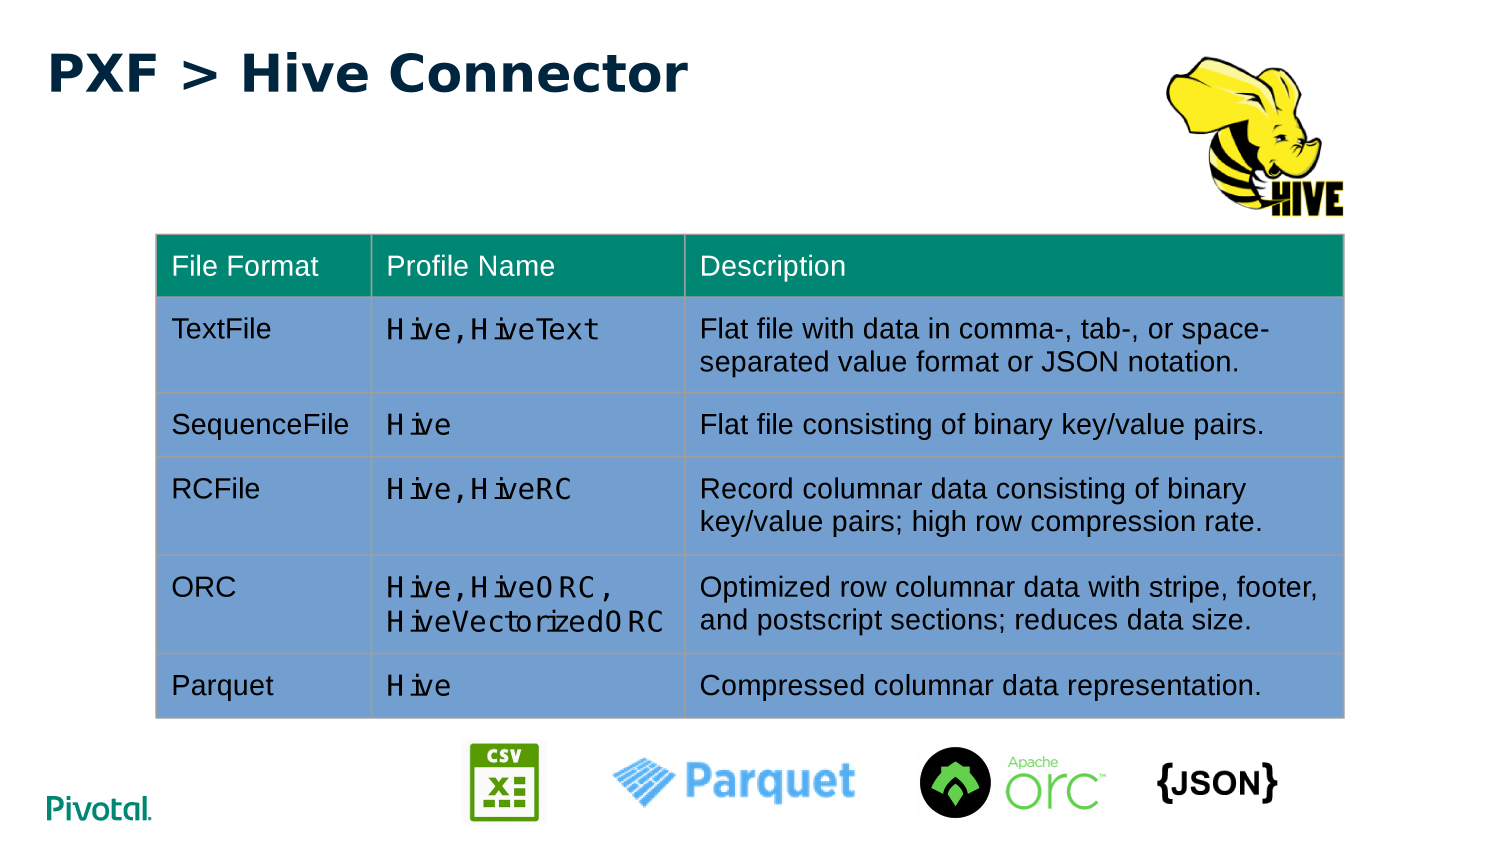 PXF > Hive Connector
HIVE
File Format Profile Name Description
TextFile Hive, HiveText Flat file with data in comma-, tab-, or space-
separated value format or JSON notation.
SequenceFile Hive Flat file consisting of binary key/value pairs.
RCFile Hive, HiveRC Record columnar data consisting of binary
key/value pairs; high row compression rate.
ORC Hive, HiveORC, Optimized row columnar data with stripe, footer,
HiveVectorizedORC and postscript sections; reduces data size.
Parquet Hive Compressed columnar data representation.
CSV
X
Parquet
Apache
orc™
{JSON}
Pivotal.